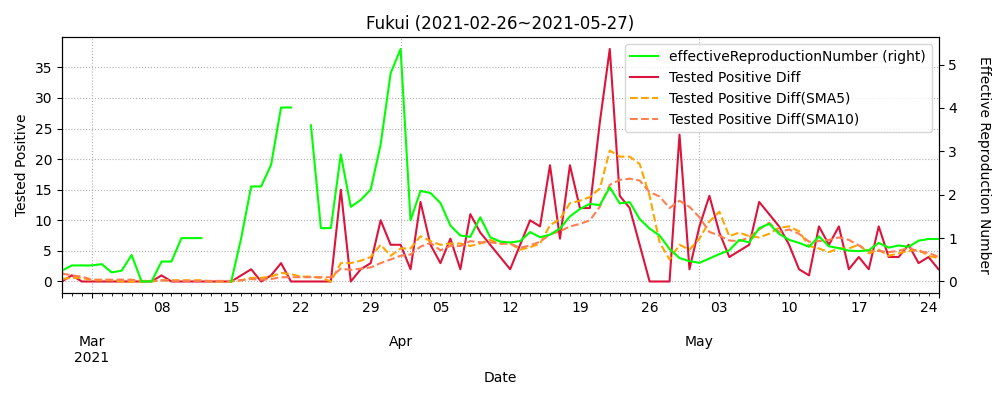 Fukui (2021-02-26~2021-05-27)
effectiveReproductionNumber (right)
Tested Positive Diff
Tested Positive Diff(SMA5)
Tested Positive Diff(SMA10)
Tested Positive
35
30
25
20
15
10
5
0
5
4
3
2
1
0
Effective Reproduction Number
08 15 22 29 05 12 19 26 03 10 17 24
Mar Apr May
2021
Date